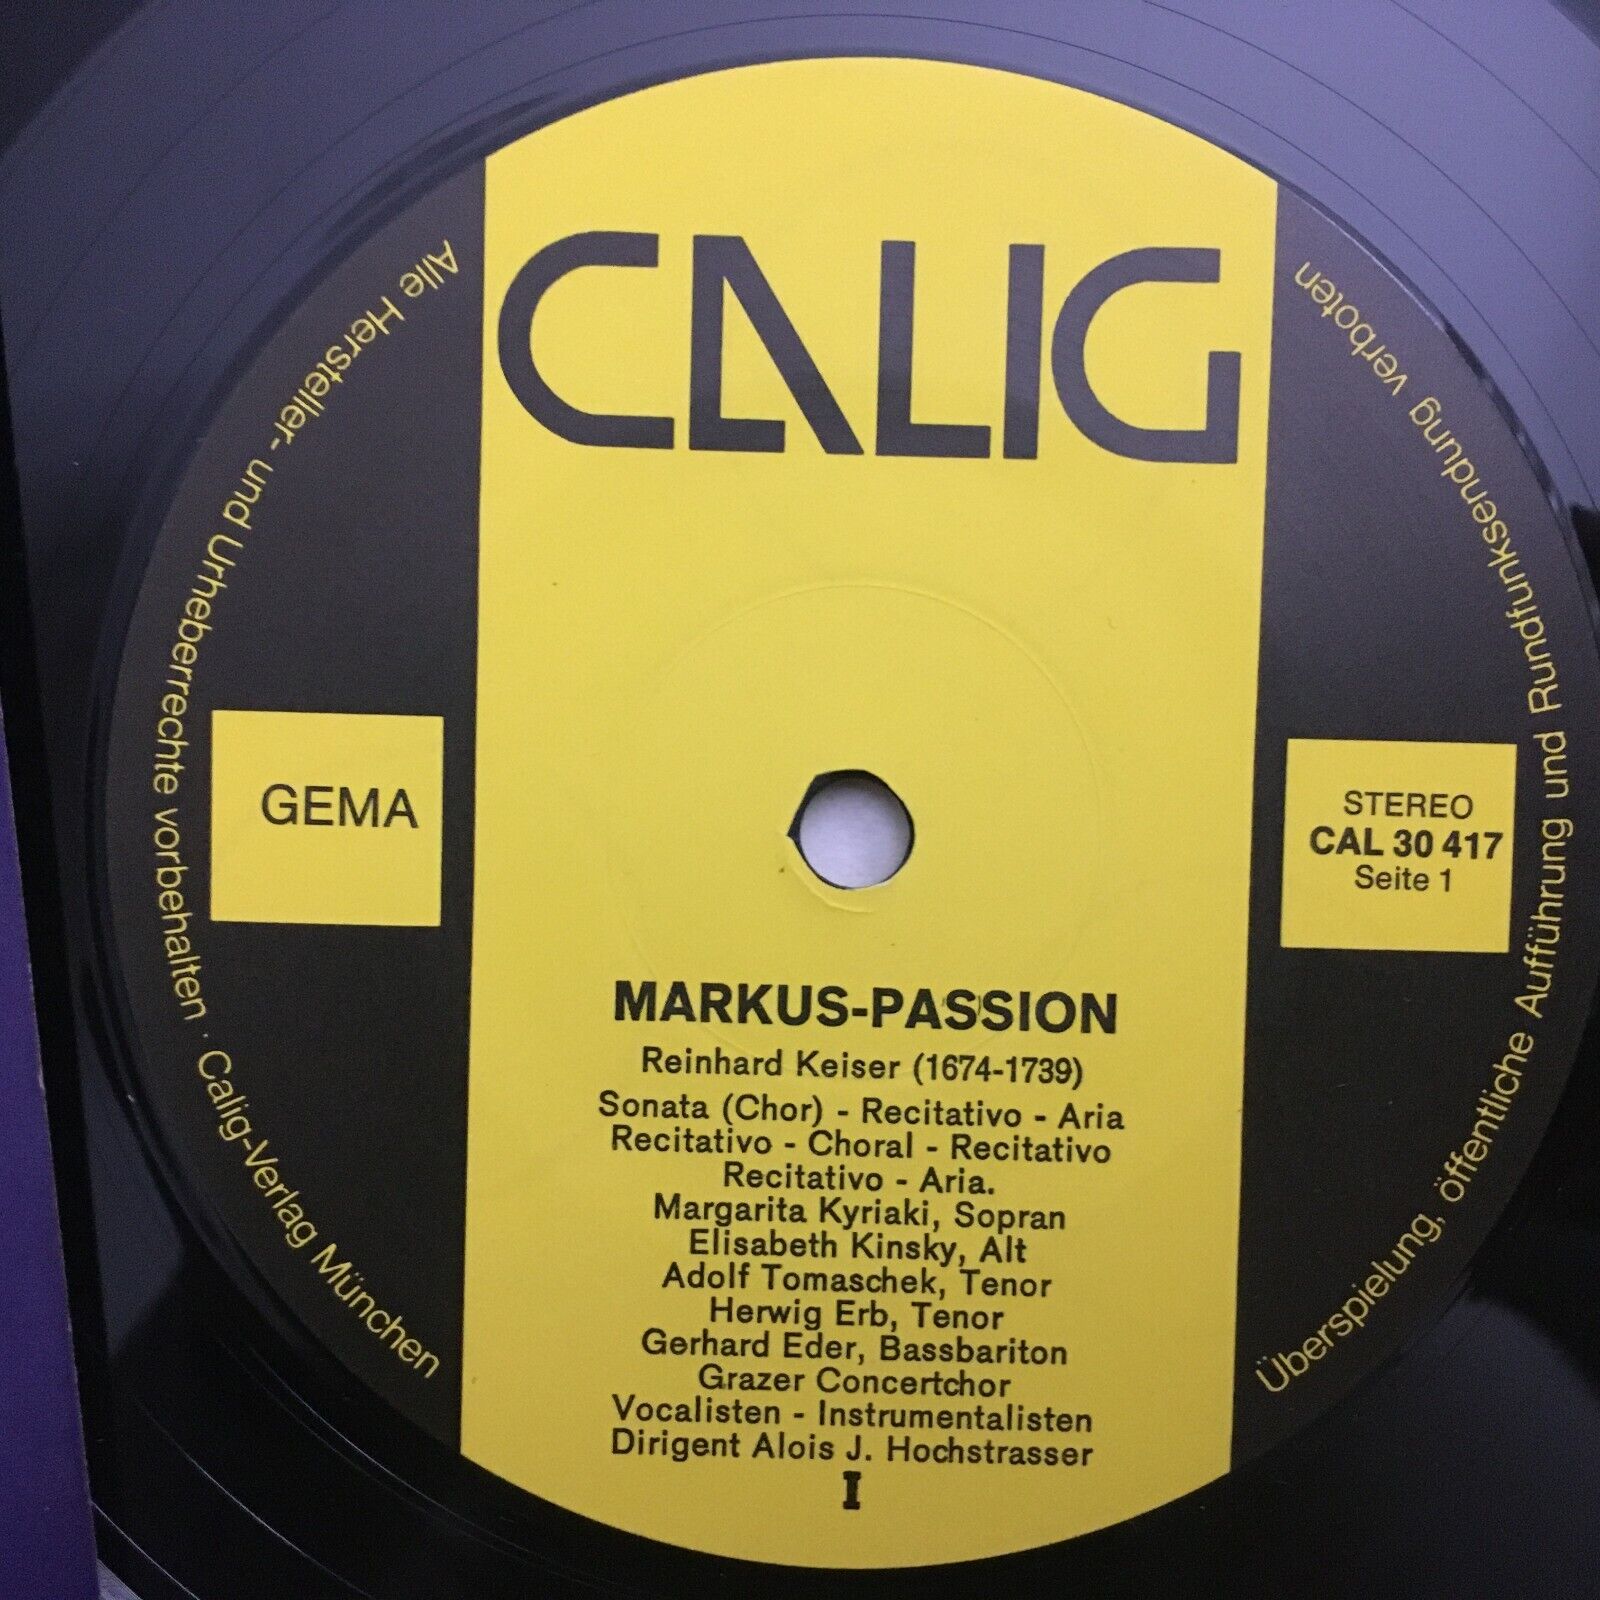 CALIG
Alle Hersteller- und Urheberrechte vorbehalten · Calig-Verlag München
Überspielung, öffentliche Aufführung und Rundfunksendung verboten
GEMA
STEREO
CAL 30 417
Seite 1
MARKUS-PASSION
Reinhard Keiser (1674-1739)
Sonata (Chor) - Recitativo - Aria
Recitativo - Choral - Recitativo
Recitativo - Aria.
Margarita Kyriaki, Sopran
Elisabeth Kinsky, Alt
Adolf Tomaschek, Tenor
Herwig Erb, Tenor
Gerhard Eder, Bassbariton
Grazer Concertchor
Vocalisten - Instrumentalisten
Dirigent Alois J. Hochstrasser
I